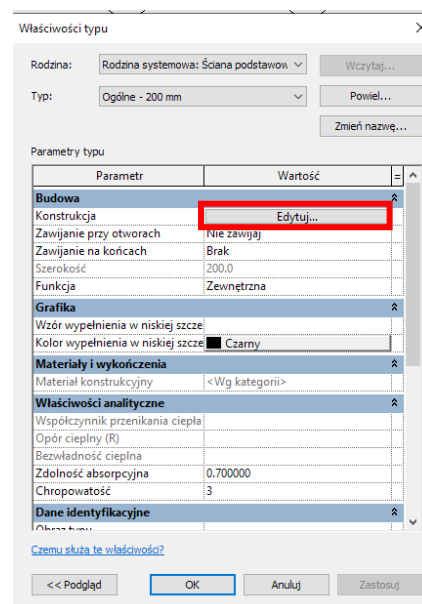 Właściwości typu
Rodzina: Rodzina systemowa: Ściana podstawow Wczytaj...
Typ: Ogólne - 200 mm Powiel...
Zmień nazwę...
Parametry typu
Parametr Wartość =
Budowa
Konstrukcja Edytuj...
Zawijanie przy otworach Nie zawijaj
Zawijanie na końcach Brak
Szerokość 200.0
Funkcja Zewnętrzna
Grafika
Wzór wypełnienia w niskiej szcze
Kolor wypełnienia w niskiej szcze Czarny
Materiały i wykończenia
Materiał konstrukcyjny <Wg kategorii>
Właściwości analityczne
Współczynnik przenikania ciepła
Opór cieplny (R)
Bezwładność cieplna
Zdolność absorpcyjna 0.700000
Chropowatość 3
Dane identyfikacyjne
Obraz typu
Czemu służą te właściwości?
<< Podgląd OK Anuluj Zastosuj